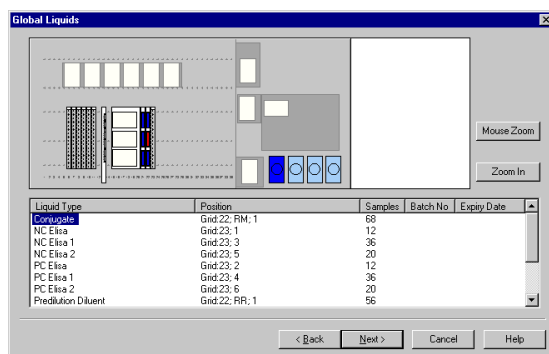 Global Liquids
Mouse Zoom
Zoom In
Liquid Type Position Samples Batch No Expiry Date
Conjugate Grid:22; RM; 1 68
NC Elisa Grid:23; 1 12
NC Elisa 1 Grid:23; 3 36
NC Elisa 2 Grid:23; 5 20
PC Elisa Grid:23; 2 12
PC Elisa 1 Grid:23; 4 36
PC Elisa 2 Grid:23; 6 20
Predilution Diluent Grid:22; RR; 1 56
< Back Next > Cancel Help